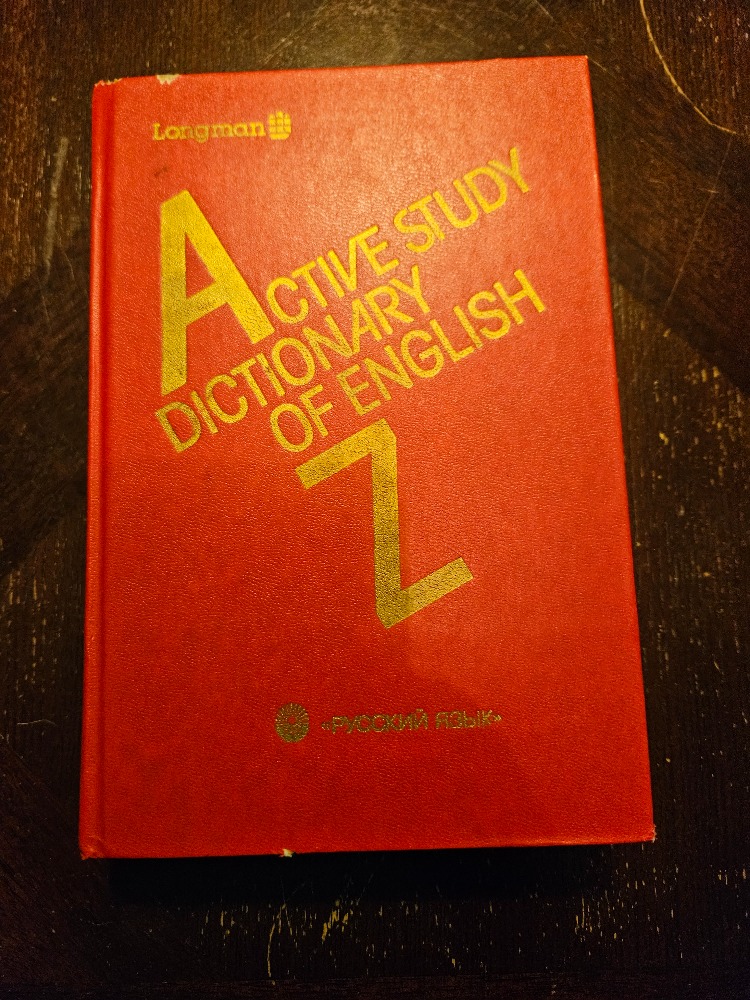 Longman
ACTIVE STUDY
DICTIONARY
OF ENGLISH
Z
«РУССКИЙ ЯЗЫК»